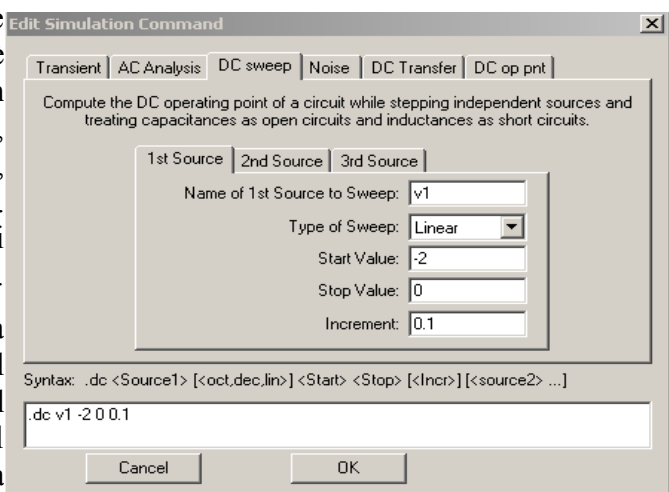 Edit Simulation Command
Transient AC Analysis DC sweep Noise DC Transfer DC op pnt
Compute the DC operating point of a circuit while stepping independent sources and
treating capacitances as open circuits and inductances as short circuits.
1st Source 2nd Source 3rd Source
Name of 1st Source to Sweep: v1
Type of Sweep: Linear
Start Value: -2
Stop Value: 0
Increment: 0.1
Syntax: .dc <Source1> [<oct,dec,lin>] <Start> <Stop> [<Incr>] [<source2> ...]
.dc v1 -2 0 0.1
Cancel OK